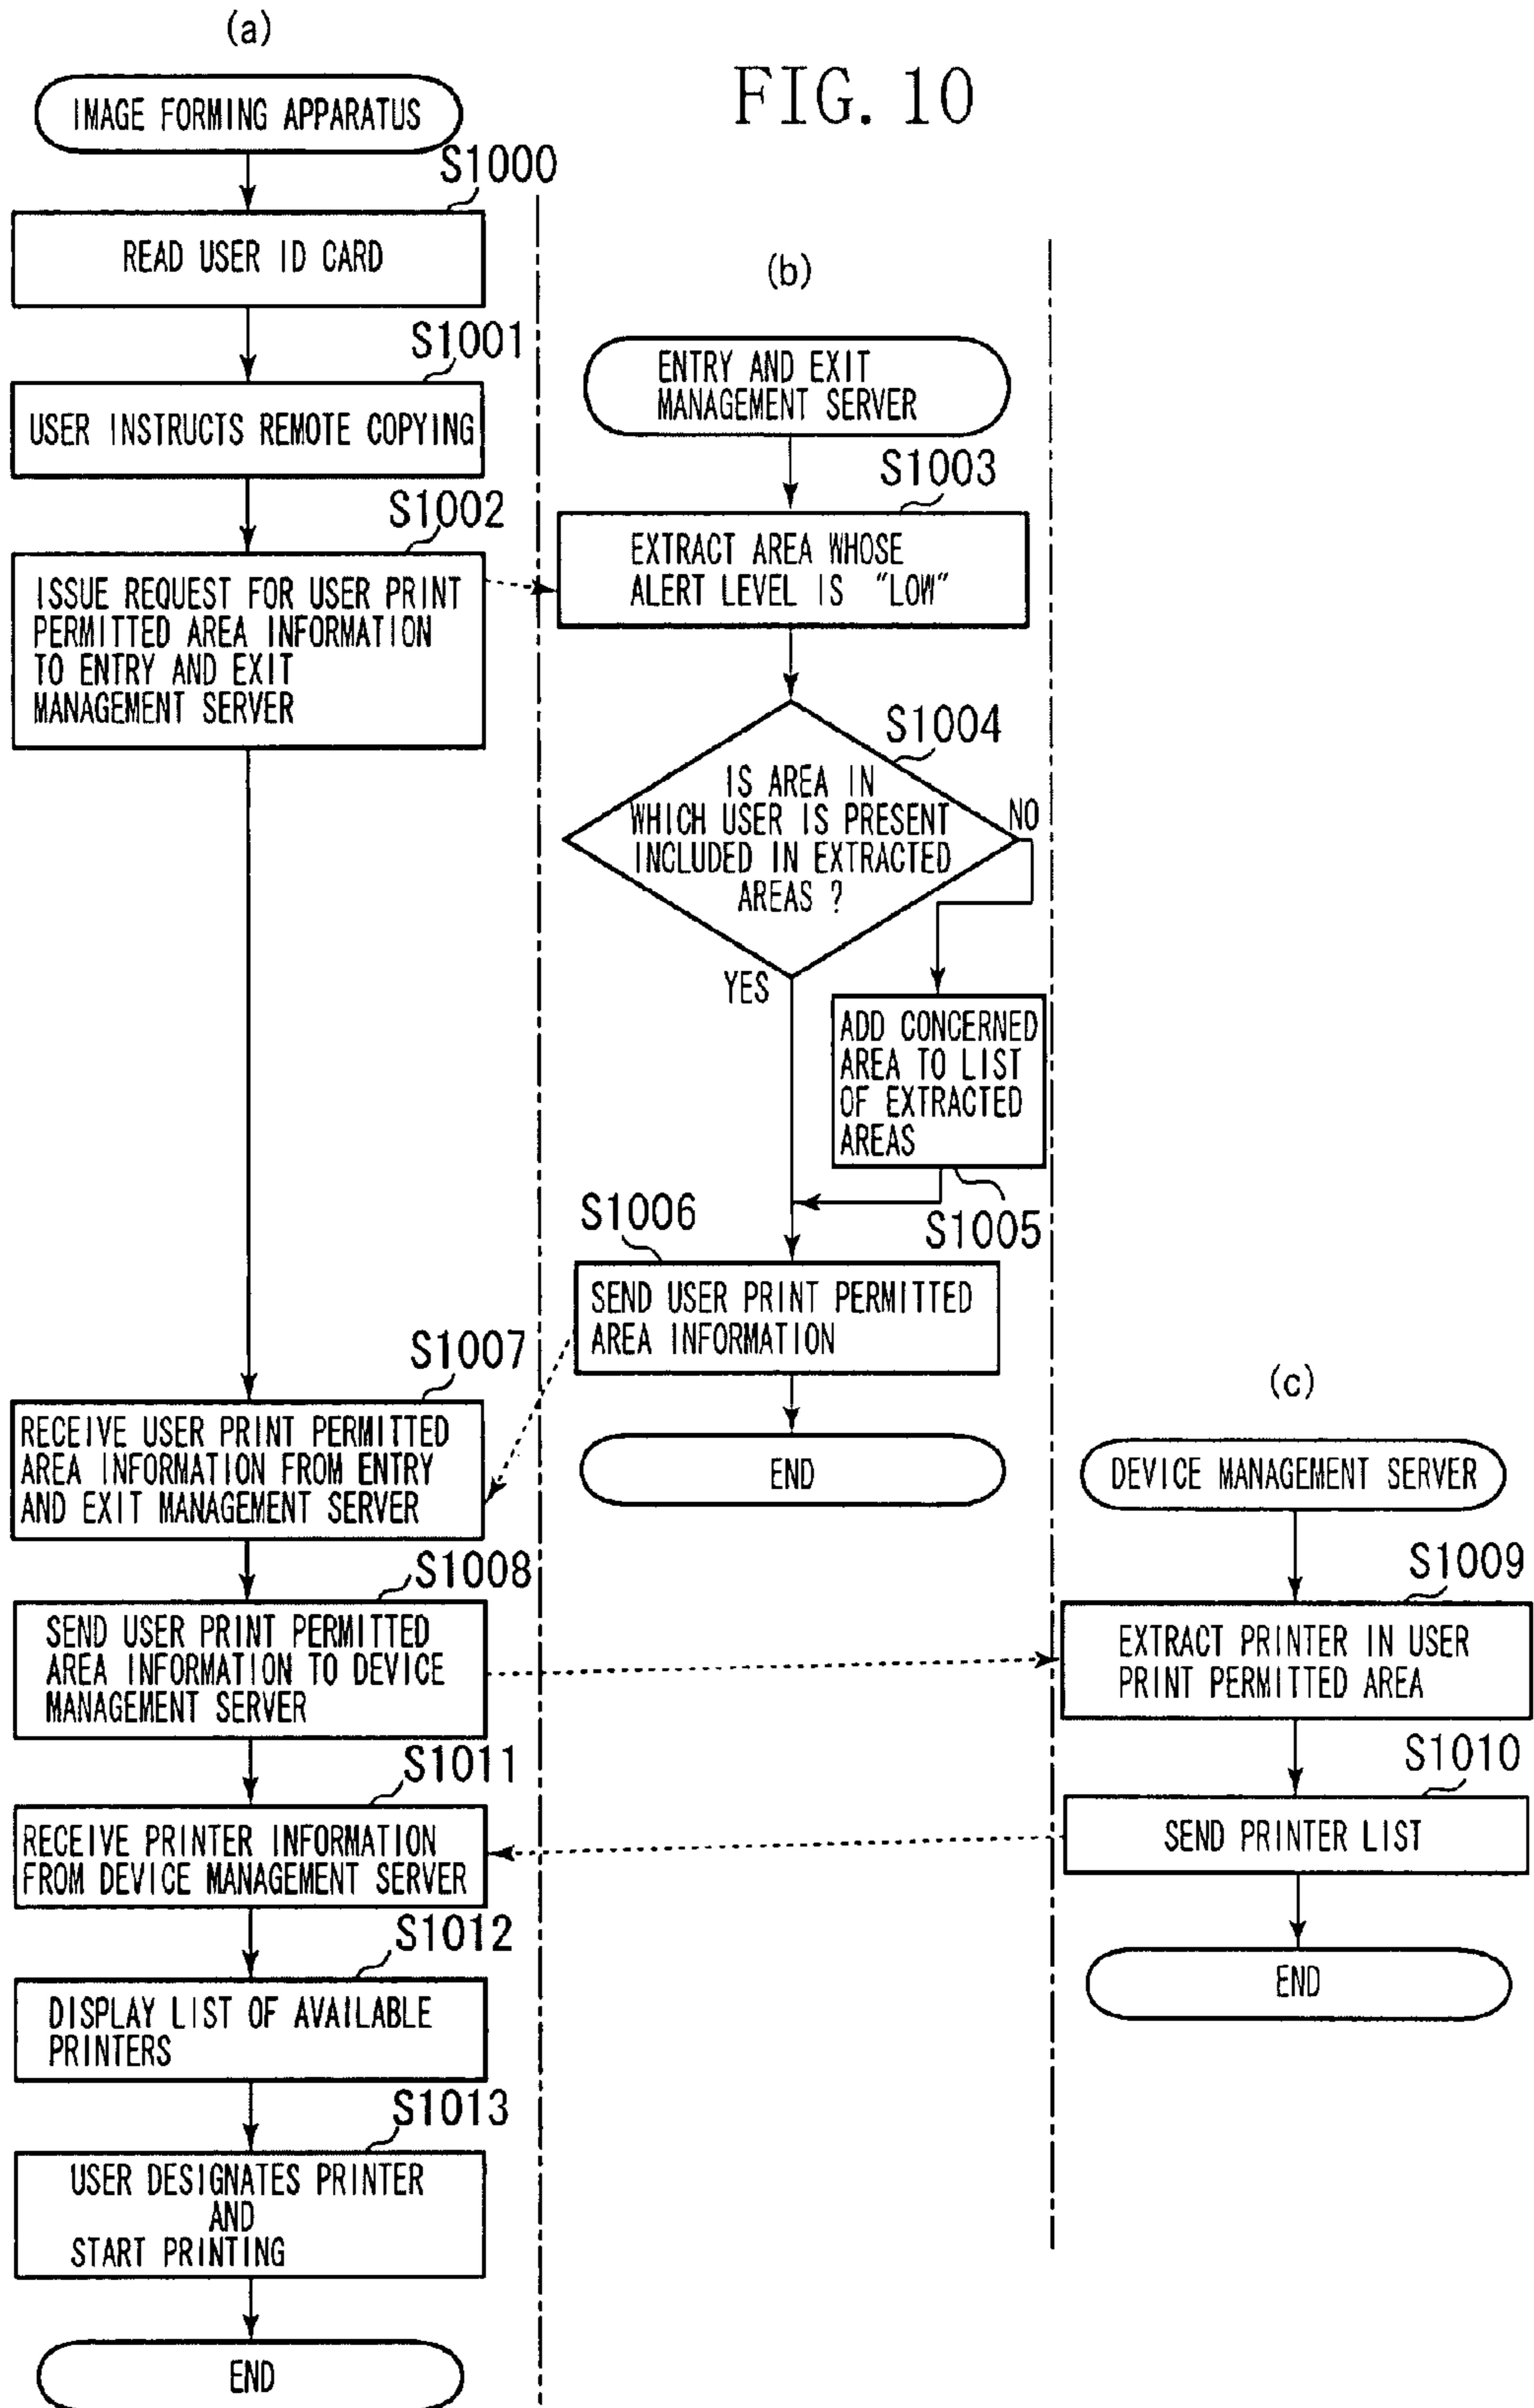 (a)
FIG. 10
IMAGE FORMING APPARATUS
S1000
READ USER ID CARD
S1001
USER INSTRUCTS REMOTE COPYING
S1002
ISSUE REQUEST FOR USER PRINT
PERMITTED AREA INFORMATION
TO ENTRY AND EXIT
MANAGEMENT SERVER
(b)
ENTRY AND EXIT
MANAGEMENT SERVER
S1003
EXTRACT AREA WHOSE
ALERT LEVEL IS "LOW"
S1004
IS AREA IN
WHICH USER IS PRESENT
INCLUDED IN EXTRACTED
AREAS ?
NO
YES
ADD CONCERNED
AREA TO LIST
OF EXTRACTED
AREAS
S1005
S1006
SEND USER PRINT PERMITTED
AREA INFORMATION
END
S1007
RECEIVE USER PRINT PERMITTED
AREA INFORMATION FROM ENTRY
AND EXIT MANAGEMENT SERVER
S1008
SEND USER PRINT PERMITTED
AREA INFORMATION TO DEVICE
MANAGEMENT SERVER
(c)
DEVICE MANAGEMENT SERVER
S1009
EXTRACT PRINTER IN USER
PRINT PERMITTED AREA
S1010
SEND PRINTER LIST
END
S1011
RECEIVE PRINTER INFORMATION
FROM DEVICE MANAGEMENT SERVER
S1012
DISPLAY LIST OF AVAILABLE
PRINTERS
S1013
USER DESIGNATES PRINTER
AND
START PRINTING
END